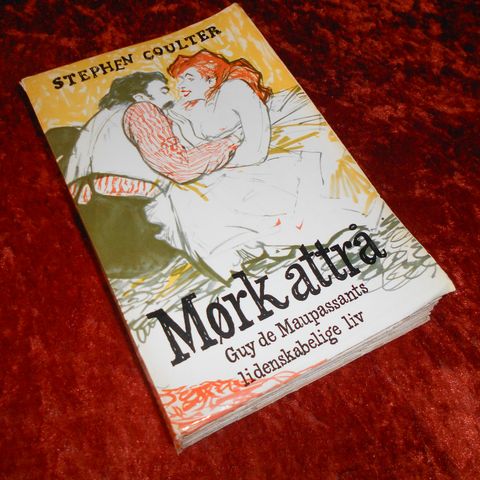 STEPHEN COULTER
Mørk attrå
Guy de Maupassants
lidenskabelige liv